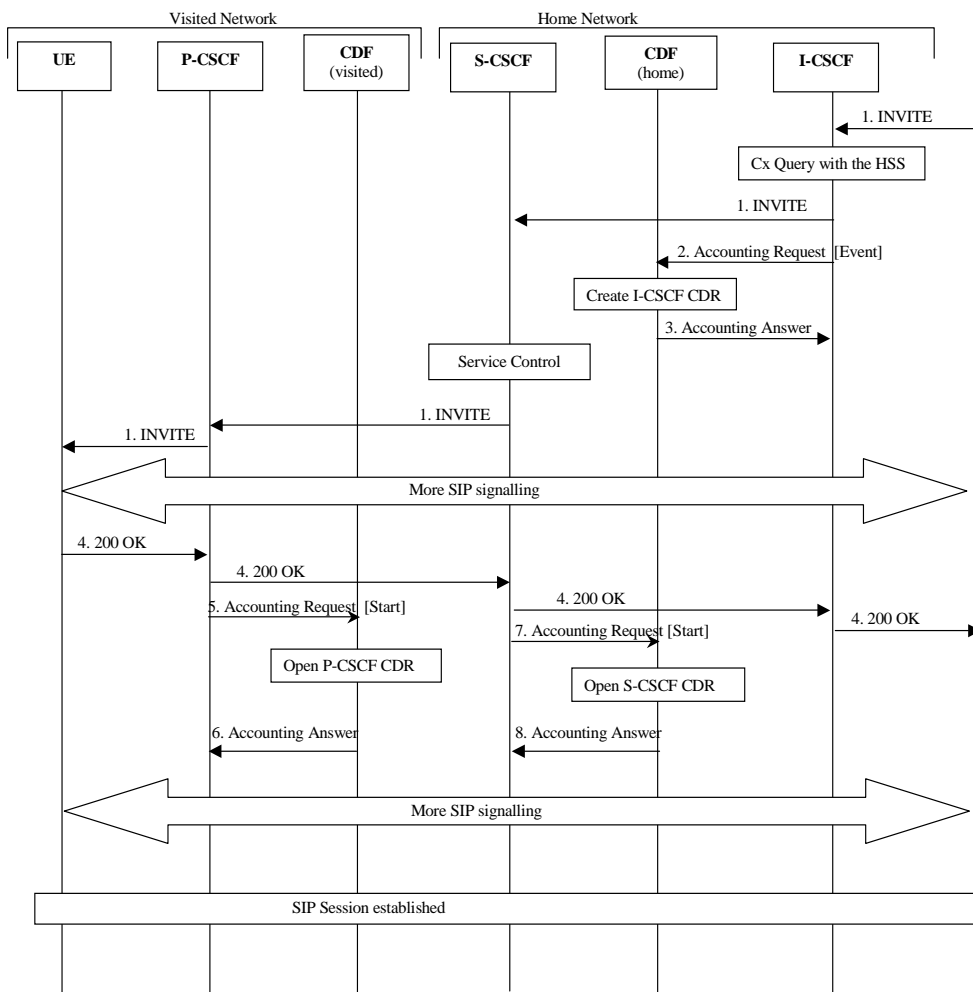 Visited Network
Home Network
UE
P-CSCF
CDF
(visited)
S-CSCF
CDF
(home)
I-CSCF
1. INVITE
Cx Query with the HSS
1. INVITE
2. Accounting Request [Event]
Create I-CSCF CDR
3. Accounting Answer
Service Control
1. INVITE
1. INVITE
More SIP signalling
4. 200 OK
4. 200 OK
4. 200 OK
5. Accounting Request [Start]
4. 200 OK
7. Accounting Request [Start]
Open P-CSCF CDR
Open S-CSCF CDR
6. Accounting Answer
8. Accounting Answer
More SIP signalling
SIP Session established